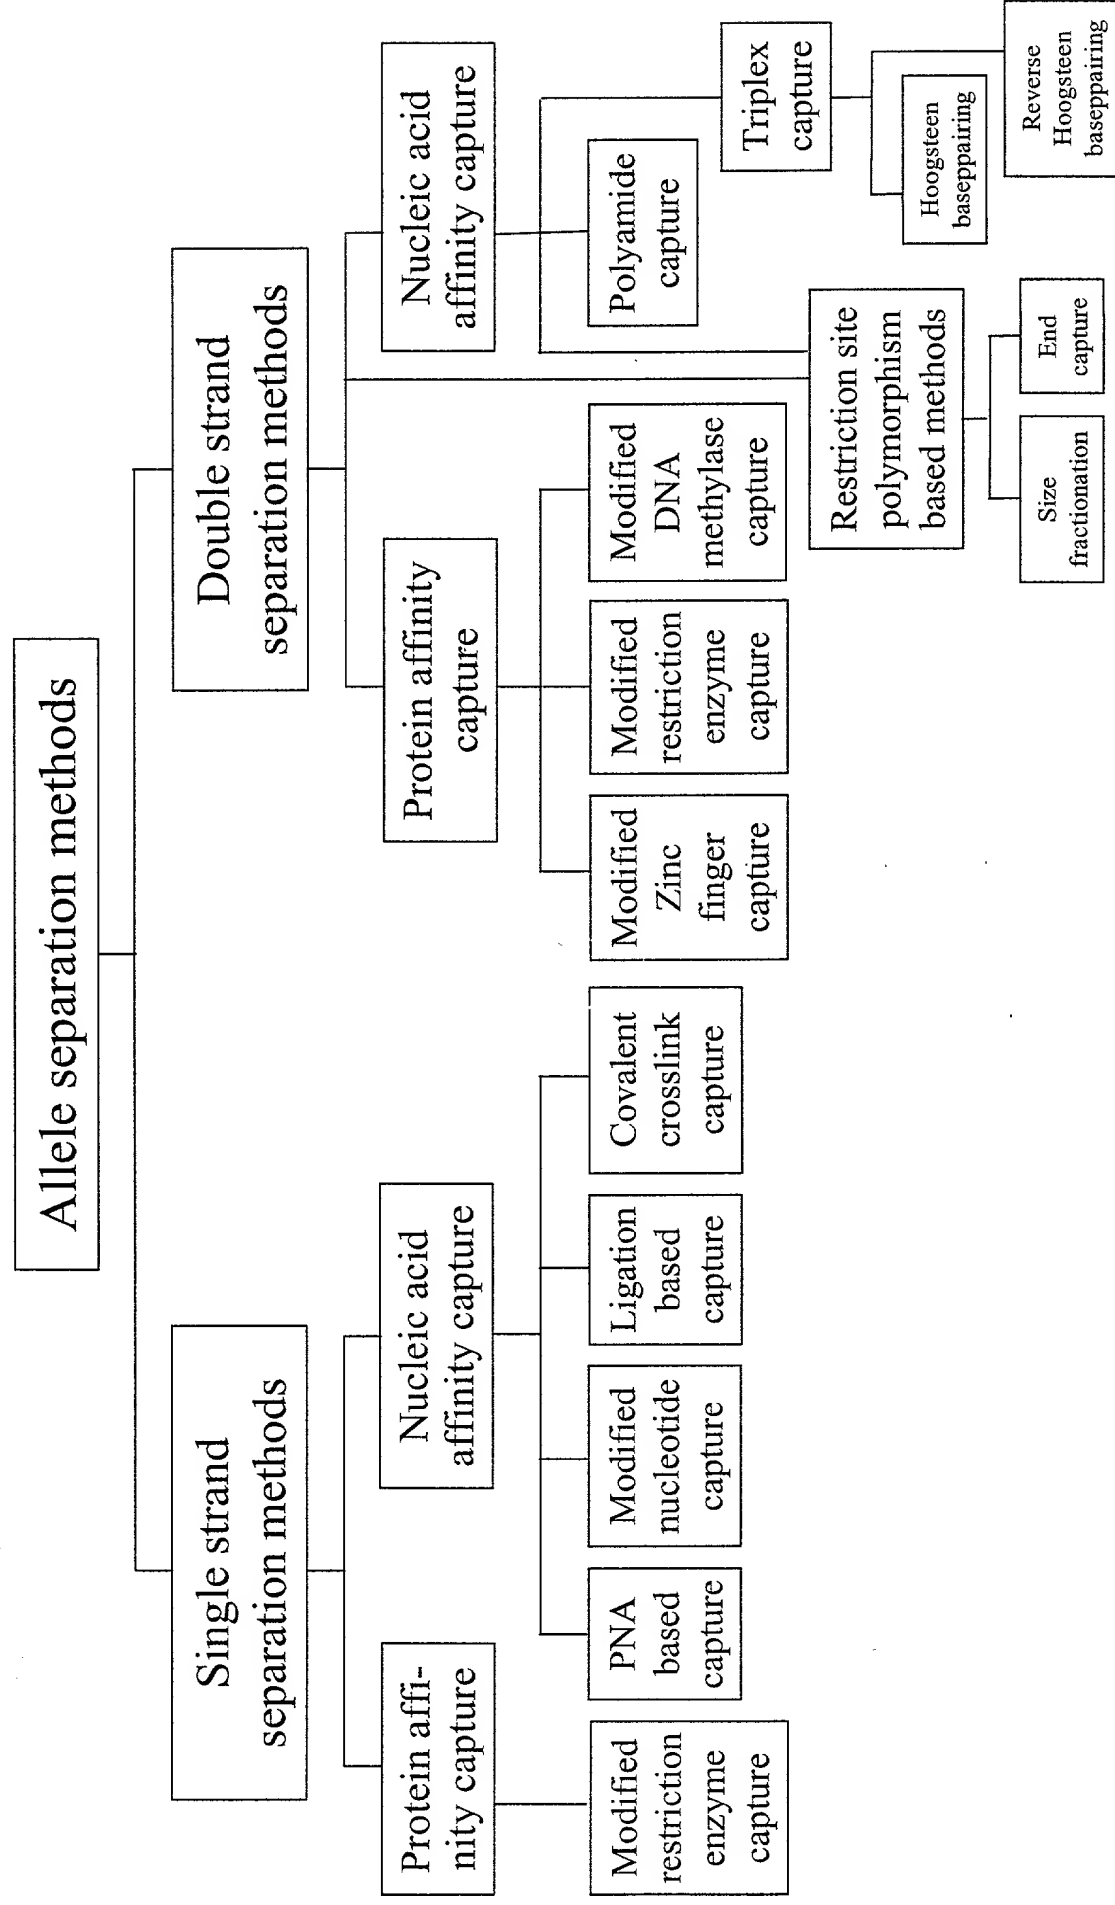 Allele separation methods
Single strand
separation methods
Double strand
separation methods
Protein affi-
nity capture
Nucleic acid
affinity capture
Protein affinity
capture
Nucleic acid
affinity capture
Modified
restriction
enzyme
capture
PNA
based
capture
Modified
nucleotide
capture
Ligation
based
capture
Covalent
crosslink
capture
Modified
Zinc
finger
capture
Modified
restriction
enzyme
capture
Modified
DNA
methylase
capture
Polyamide
capture
Triplex
capture
Restriction site
polymorphism
based methods
Hoogsteen
baseppairing
Reverse
Hoogsteen
baseppairing
Size
fractionation
End
capture